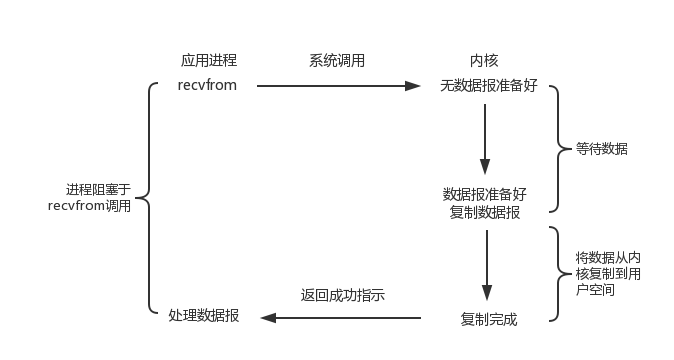 应用进程
系统调用
内核
recvfrom
无数据报准备好
等待数据
进程阻塞于
recvfrom调用
数据报准备好
复制数据报
将数据从内
核复制到用
户空间
返回成功指示
处理数据报
复制完成